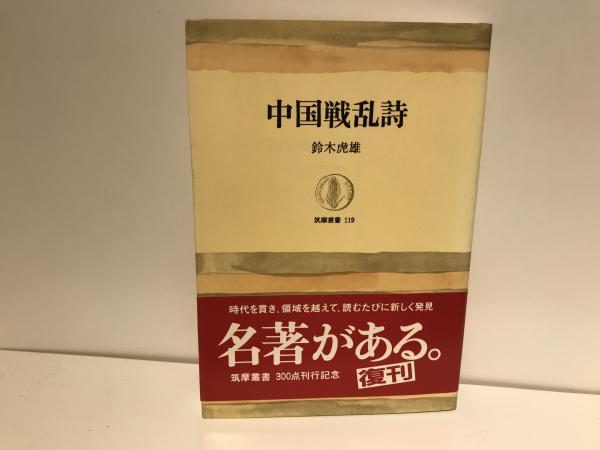 中国戦乱詩
鈴木虎雄
筑摩叢書 119
時代を貫き、領域を越えて、読むたびに新しく発見
名著がある。
筑摩叢書 300点刊行記念
復刊